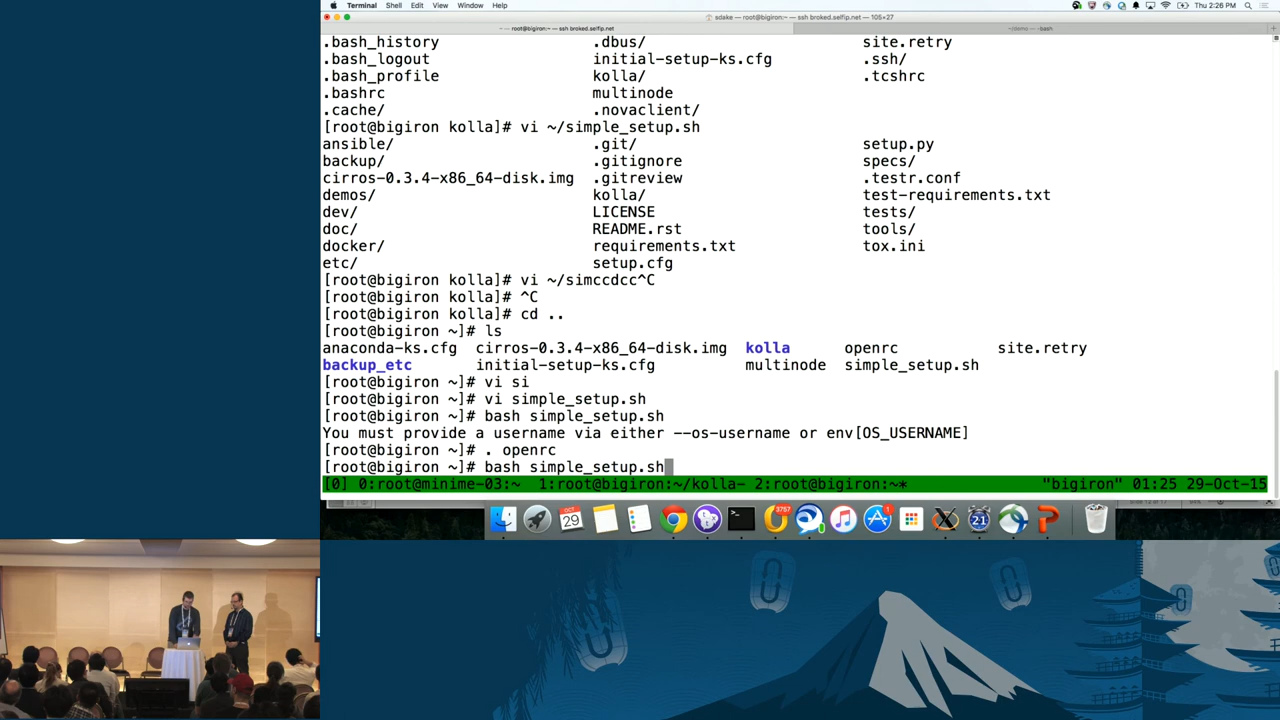 Terminal Shell Edit View Window Help
Thu 2:26 PM
sdake — root@bigiron:~ — ssh broked.selfip.net — 105×27
~ — root@bigiron:~ — ssh broked.selfip.net
~/demo — -bash
.bash_history .dbus/ site.retry
.bash_logout initial-setup-ks.cfg .ssh/
.bash_profile kolla/ .tcshrc
.bashrc multinode
.cache/ .novaclient/
[root@bigiron kolla]# vi ~/simple_setup.sh
ansible/ .git/ setup.py
backup/ .gitignore specs/
cirros-0.3.4-x86_64-disk.img .gitreview .testr.conf
demos/ kolla/ test-requirements.txt
dev/ LICENSE tests/
doc/ README.rst tools/
docker/ requirements.txt tox.ini
etc/ setup.cfg
[root@bigiron kolla]# vi ~/simccdcc^C
[root@bigiron kolla]# ^C
[root@bigiron kolla]# cd ..
[root@bigiron ~]# ls
anaconda-ks.cfg cirros-0.3.4-x86_64-disk.img kolla openrc site.retry
backup_etc initial-setup-ks.cfg multinode simple_setup.sh
[root@bigiron ~]# vi si
[root@bigiron ~]# vi simple_setup.sh
[root@bigiron ~]# bash simple_setup.sh
You must provide a username via either --os-username or env[OS_USERNAME]
[root@bigiron ~]# . openrc
[root@bigiron ~]# bash simple_setup.sh
[0] 0:root@minime-03:~ 1:root@bigiron:~/kolla- 2:root@bigiron:~* "bigiron" 01:25 29-Oct-15
OCT
29
3757
21
1